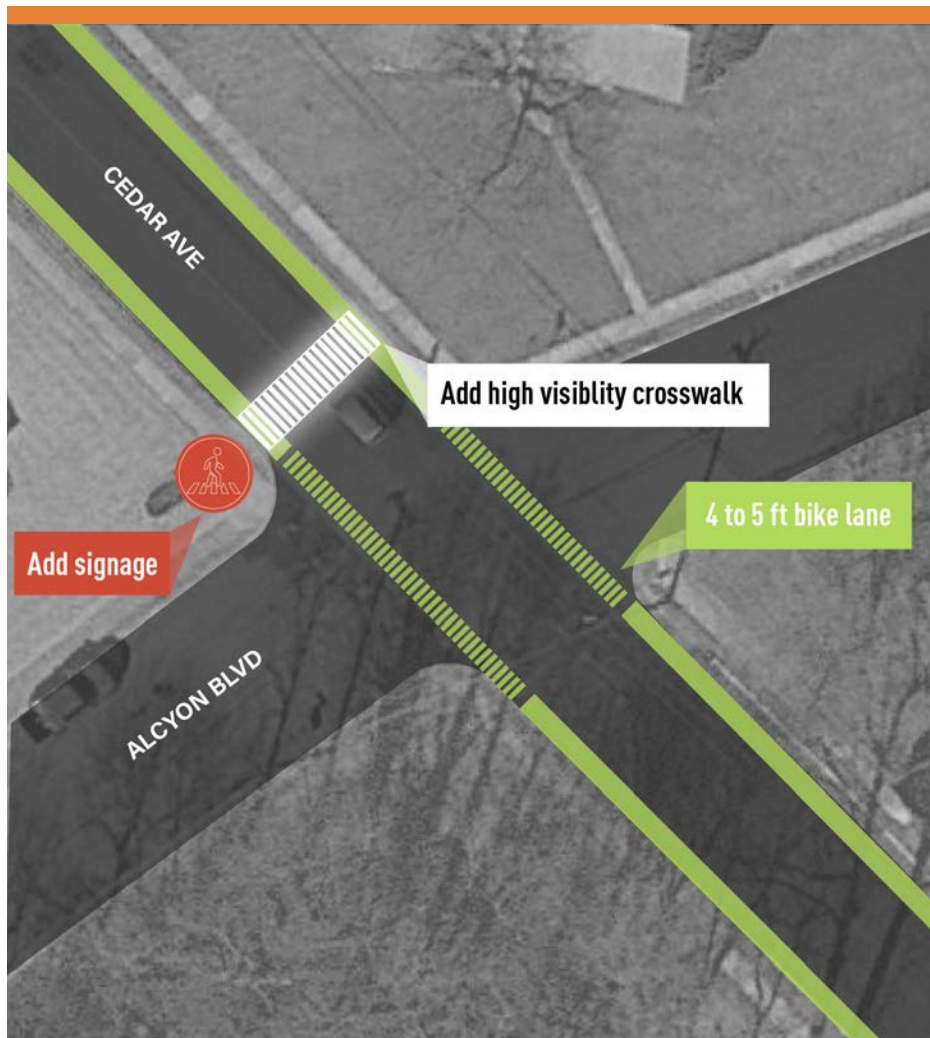 CEDAR AVE
Add high visiblity crosswalk
4 to 5 ft bike lane
Add signage
ALCYON BLVD